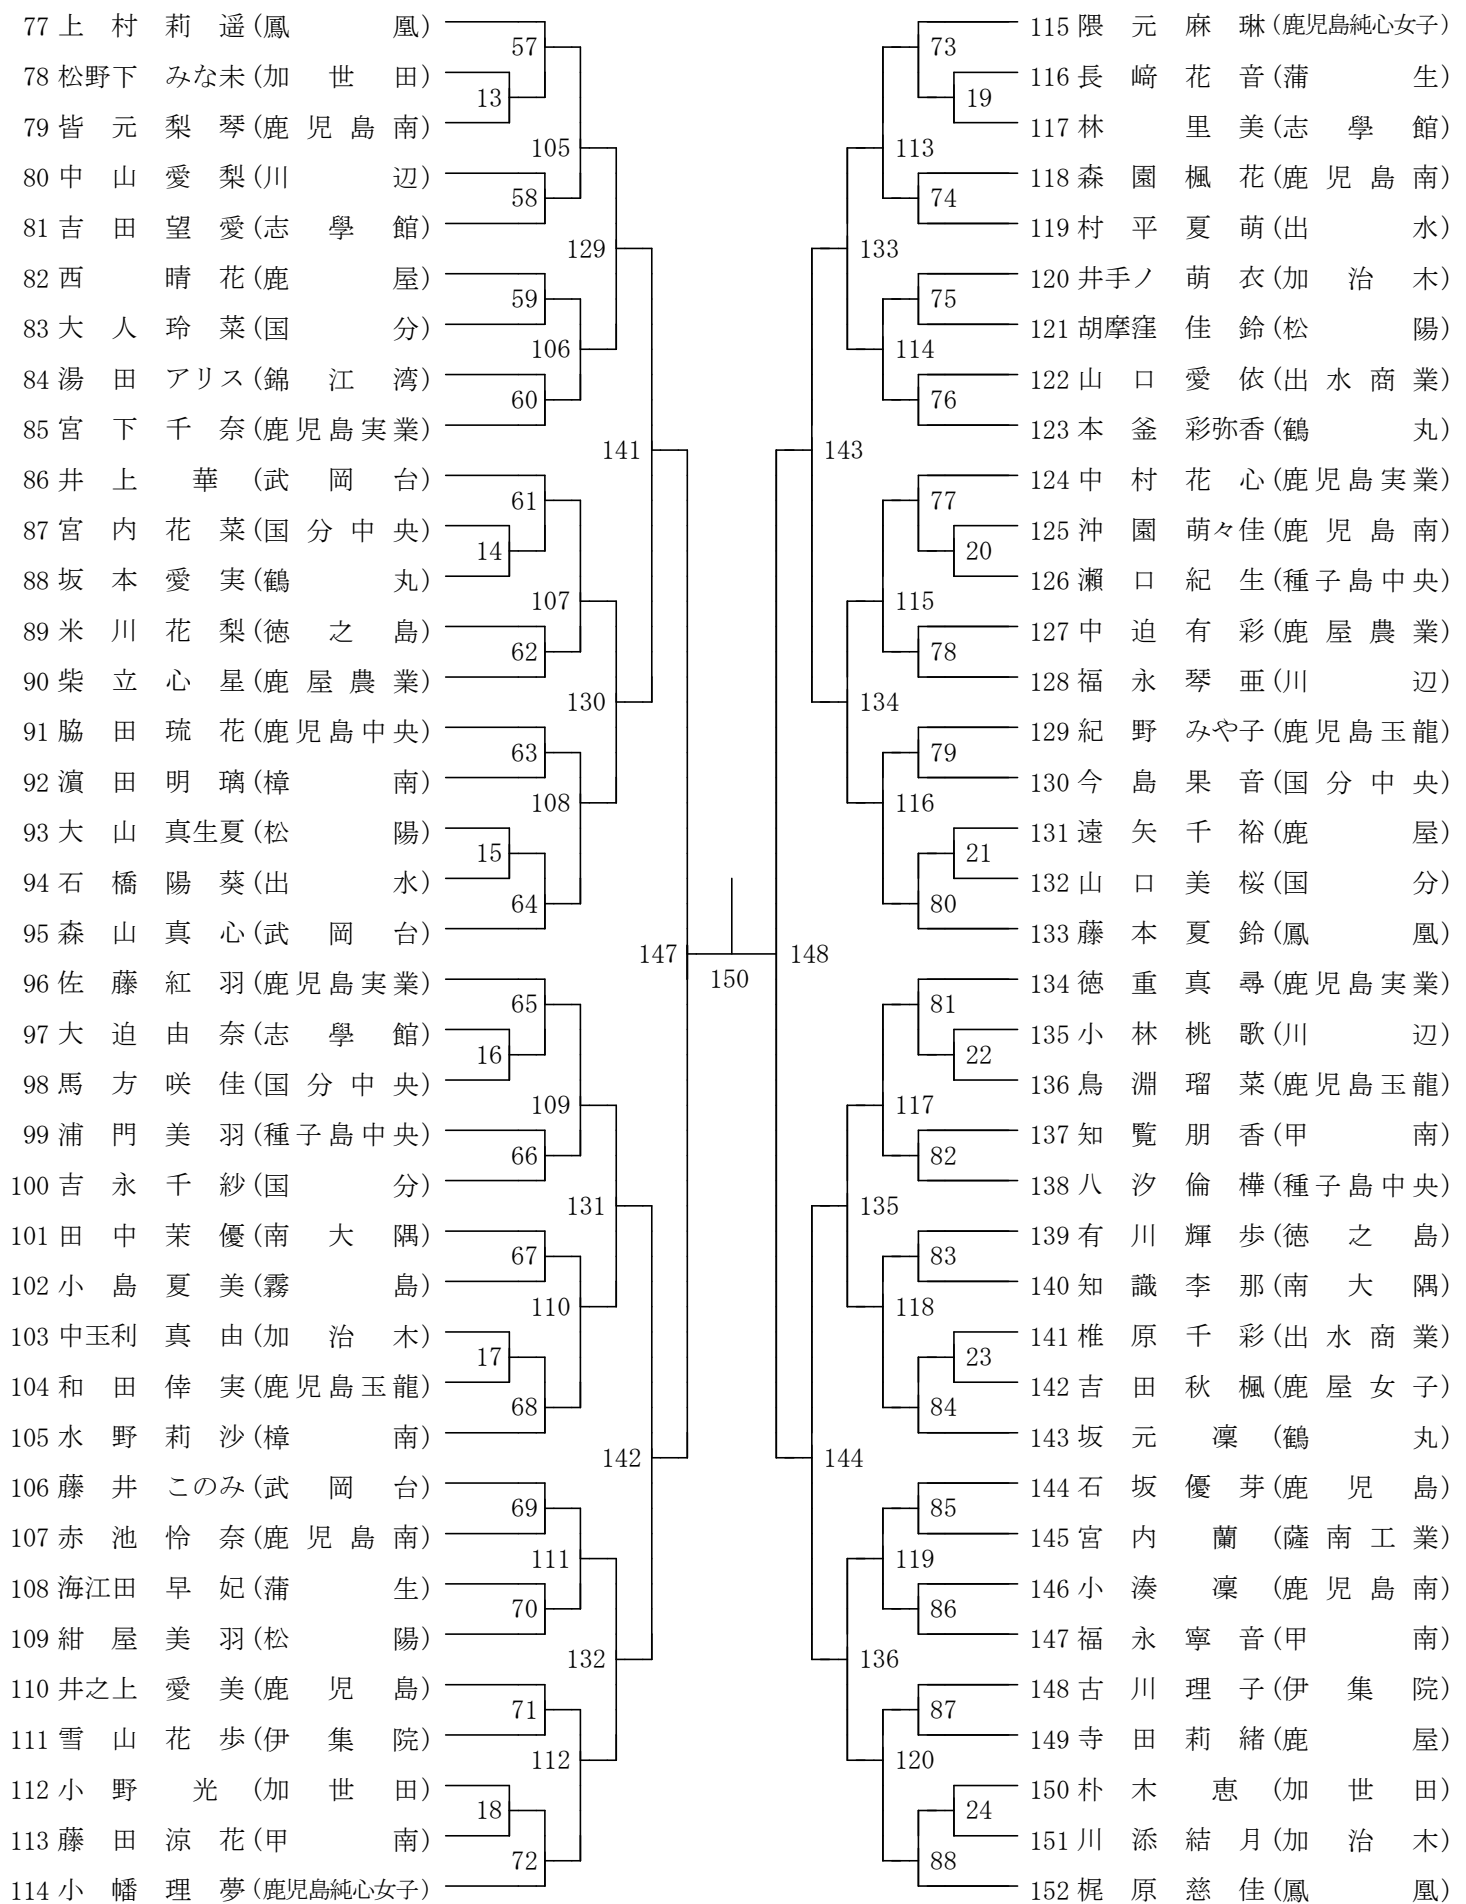 77 上村莉遥(鳳凰)
57
78 松野下みな未(加世田)
13
79 皆元梨琴(鹿児島南)
105
80 中山愛梨(川辺)
58
81 吉田望愛(志學館)
129
82 西晴花(鹿屋)
59
83 大人玲菜(国分)
106
84 湯田アリス(錦江湾)
60
85 宮下千奈(鹿児島実業)
141
86 井上華(武岡台)
61
87 宮内花菜(国分中央)
14
88 坂本愛実(鶴丸)
107
89 米川花梨(徳之島)
62
90 柴立心星(鹿屋農業)
130
91 脇田琉花(鹿児島中央)
63
92 濵田明璃(樟南)
108
93 大山真生夏(松陽)
15
94 石橋陽葵(出水)
64
95 森山真心(武岡台)
147
150
148
96 佐藤紅羽(鹿児島実業)
65
97 大迫由奈(志學館)
16
98 馬方咲佳(国分中央)
109
99 浦門美羽(種子島中央)
66
100 吉永千紗(国分)
131
101 田中茉優(南大隅)
67
102 小島夏美(霧島)
110
103 中玉利真由(加治木)
17
104 和田倖実(鹿児島玉龍)
68
105 水野莉沙(樟南)
142
106 藤井このみ(武岡台)
69
107 赤池怜奈(鹿児島南)
111
108 海江田早妃(蒲生)
70
109 紺屋美羽(松陽)
132
110 井之上愛美(鹿児島)
71
111 雪山花歩(伊集院)
112
112 小野光(加世田)
18
113 藤田涼花(甲南)
72
114 小幡理夢(鹿児島純心女子)
115 隈元麻琳(鹿児島純心女子)
73
116 長﨑花音(蒲生)
19
117 林里美(志學館)
113
118 森園楓花(鹿児島南)
74
119 村平夏萌(出水)
133
120 井手ノ萌衣(加治木)
75
121 胡摩窪佳鈴(松陽)
114
122 山口愛依(出水商業)
76
123 本釜彩弥香(鶴丸)
143
124 中村花心(鹿児島実業)
77
125 沖園萌々佳(鹿児島南)
20
126 瀬口紀生(種子島中央)
115
127 中迫有彩(鹿屋農業)
78
128 福永琴亜(川辺)
134
129 紀野みや子(鹿児島玉龍)
79
130 今島果音(国分中央)
116
131 遠矢千裕(鹿屋)
21
132 山口美桜(国分)
80
133 藤本夏鈴(鳳凰)
134 徳重真尋(鹿児島実業)
81
135 小林桃歌(川辺)
22
136 鳥淵瑠菜(鹿児島玉龍)
117
137 知覧朋香(甲南)
82
138 八汐倫樺(種子島中央)
135
139 有川輝歩(徳之島)
83
140 知識李那(南大隅)
118
141 椎原千彩(出水商業)
23
142 吉田秋楓(鹿屋女子)
84
143 坂元凜(鶴丸)
144
144 石坂優芽(鹿児島)
85
145 宮内蘭(薩南工業)
119
146 小湊凜(鹿児島南)
86
147 福永寧音(甲南)
136
148 古川理子(伊集院)
87
149 寺田莉緒(鹿屋)
120
150 朴木恵(加世田)
24
151 川添結月(加治木)
88
152 梶原慈佳(鳳凰)